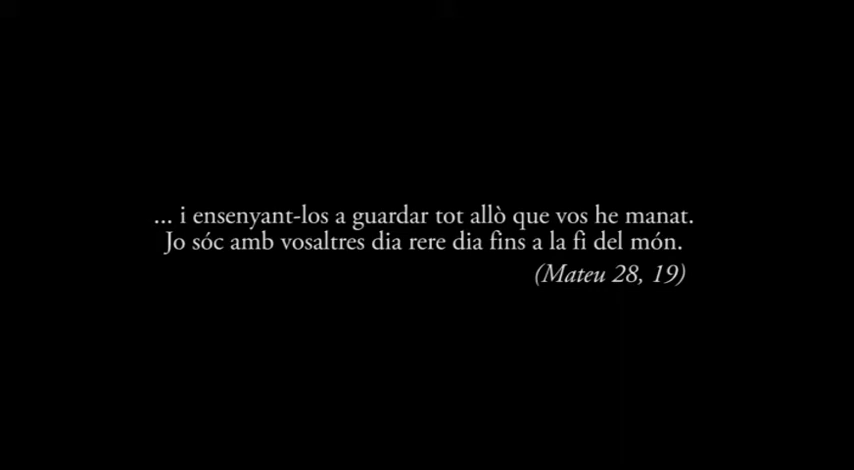 ... i ensenyant-los a guardar tot allò que vos he manat.
Jo sóc amb vosaltres dia rere dia fins a la fi del món.
(Mateu 28, 19)